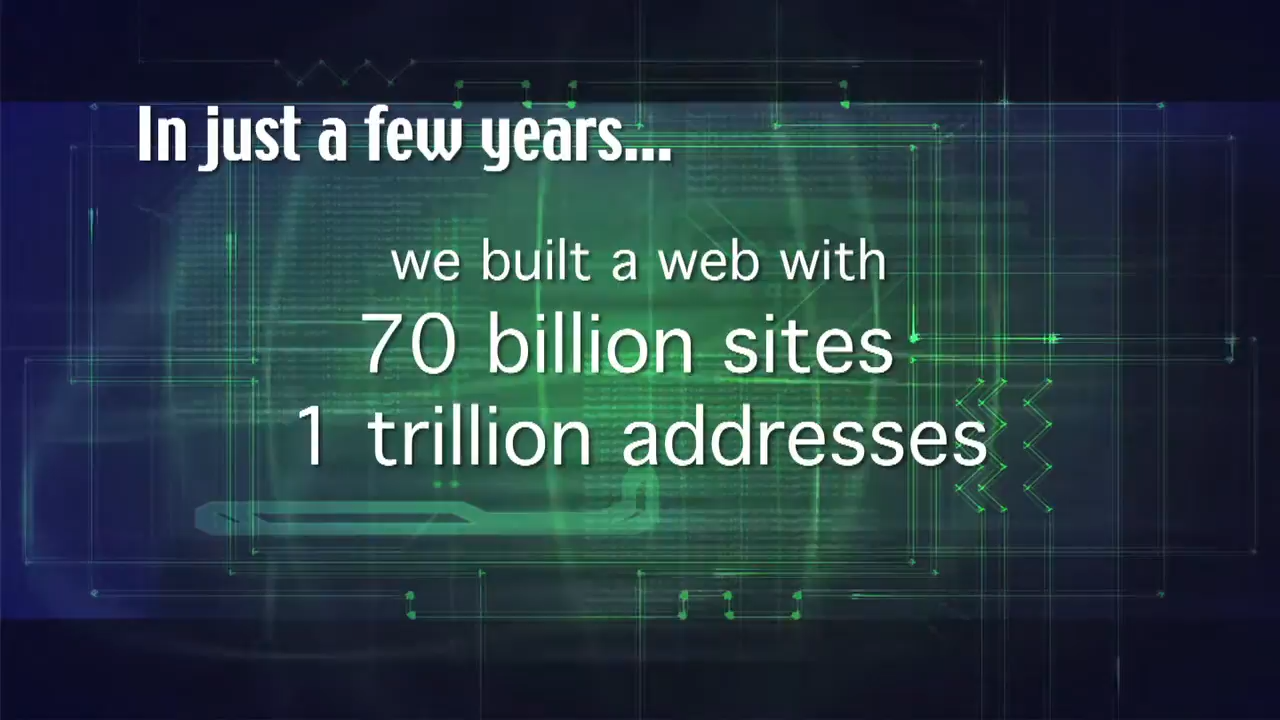 In just a few years...
we built a web with
70 billion sites
1 trillion addresses